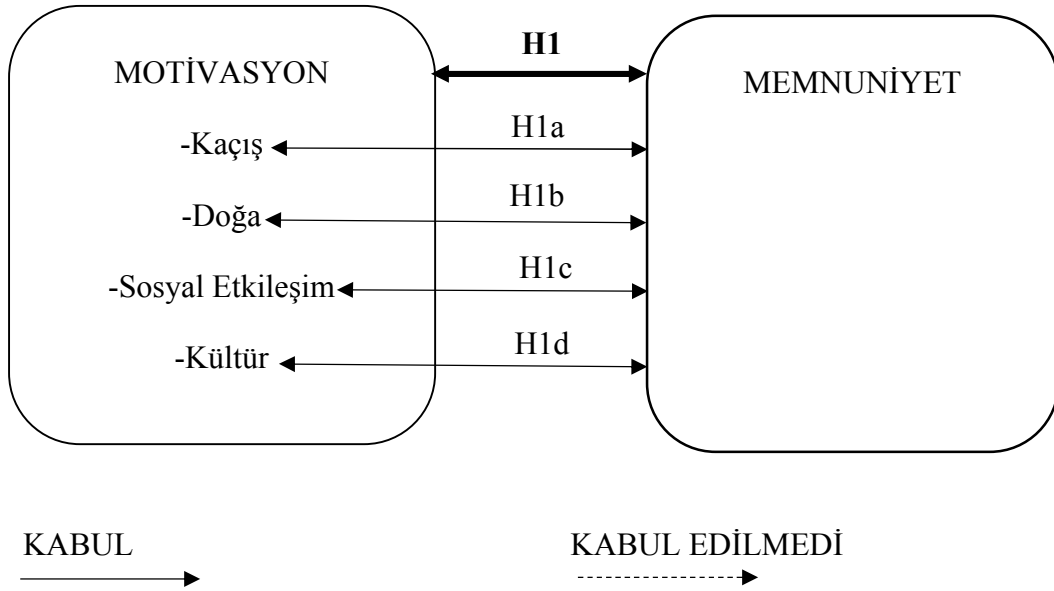 H1
MOTİVASYON
MEMNUNİYET
H1a
-Kaçış
H1b
-Doğa
H1c
-Sosyal Etkileşim
H1d
-Kültür
KABUL
KABUL EDİLMEDİ